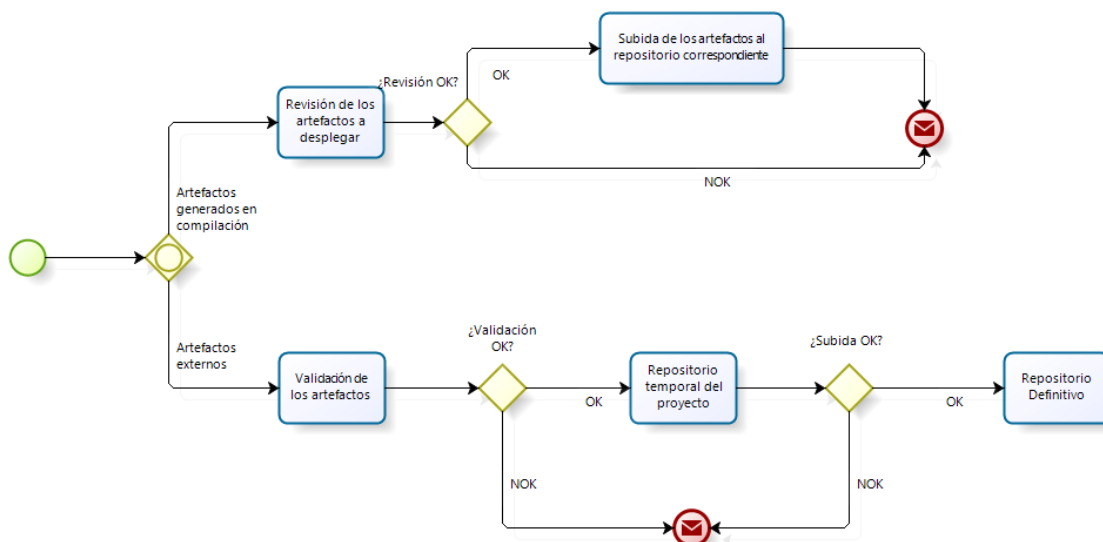 Subida de los artefactos al
repositorio correspondiente
¿Revisión OK?
OK
Revisión de los
artefactos a
desplegar
NOK
Artefactos
generados en
compilación
¿Validación
OK?
¿Subida OK?
Artefactos
externos
Validación de
los artefactos
OK
Repositorio
temporal del
proyecto
OK
Repositorio
Definitivo
NOK
NOK